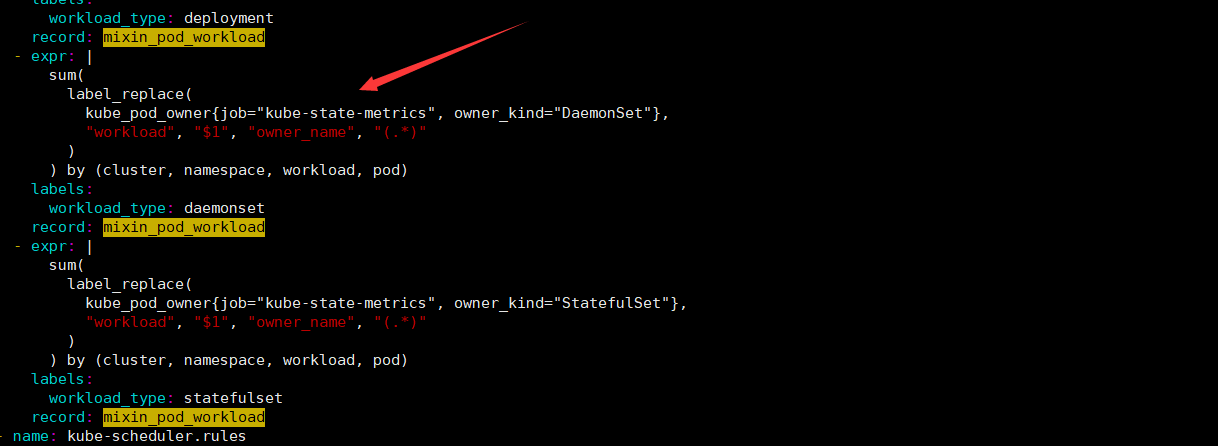 labels:
workload_type: deployment
record: mixin_pod_workload
- expr: |
sum(
label_replace(
kube_pod_owner{job="kube-state-metrics", owner_kind="DaemonSet"},
"workload", "$1", "owner_name", "(.*)"
)
) by (cluster, namespace, workload, pod)
labels:
workload_type: daemonset
record: mixin_pod_workload
- expr: |
sum(
label_replace(
kube_pod_owner{job="kube-state-metrics", owner_kind="StatefulSet"},
"workload", "$1", "owner_name", "(.*)"
)
) by (cluster, namespace, workload, pod)
labels:
workload_type: statefulset
record: mixin_pod_workload
- name: kube-scheduler.rules